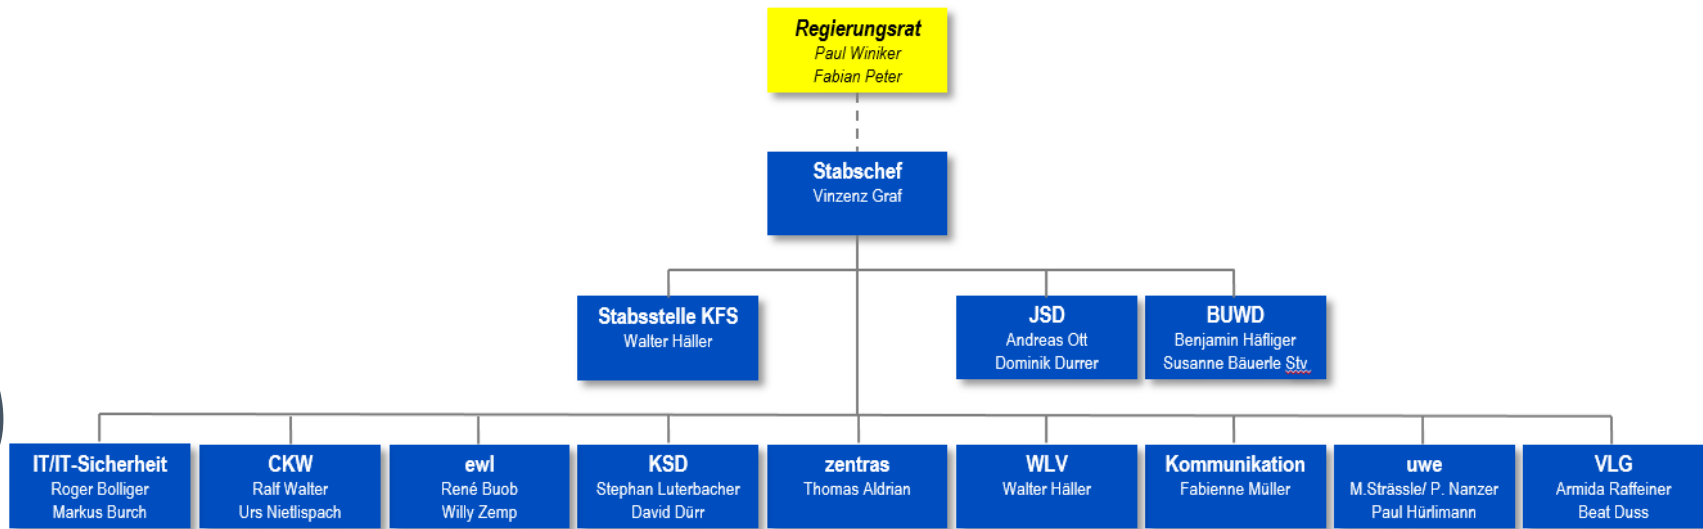 Regierungsrat
Paul Winiker
Fabian Peter
Stabschef
Vinzenz Graf
Stabsstelle KFS
Walter Häller
JSD
Andreas Ott
Dominik Durrer
BUWD
Benjamin Häfliger
Susanne Bäuerle Stv
IT/IT-Sicherheit
Roger Bolliger
Markus Burch
CKW
Ralf Walter
Urs Nietlispach
ewl
René Buob
Willy Zemp
KSD
Stephan Luterbacher
David Dürr
zentras
Thomas Aldrian
WLV
Walter Häller
Kommunikation
Fabienne Müller
uwe
M.Strässle/ P. Nanzer
Paul Hürlimann
VLG
Armida Raffeiner
Beat Duss